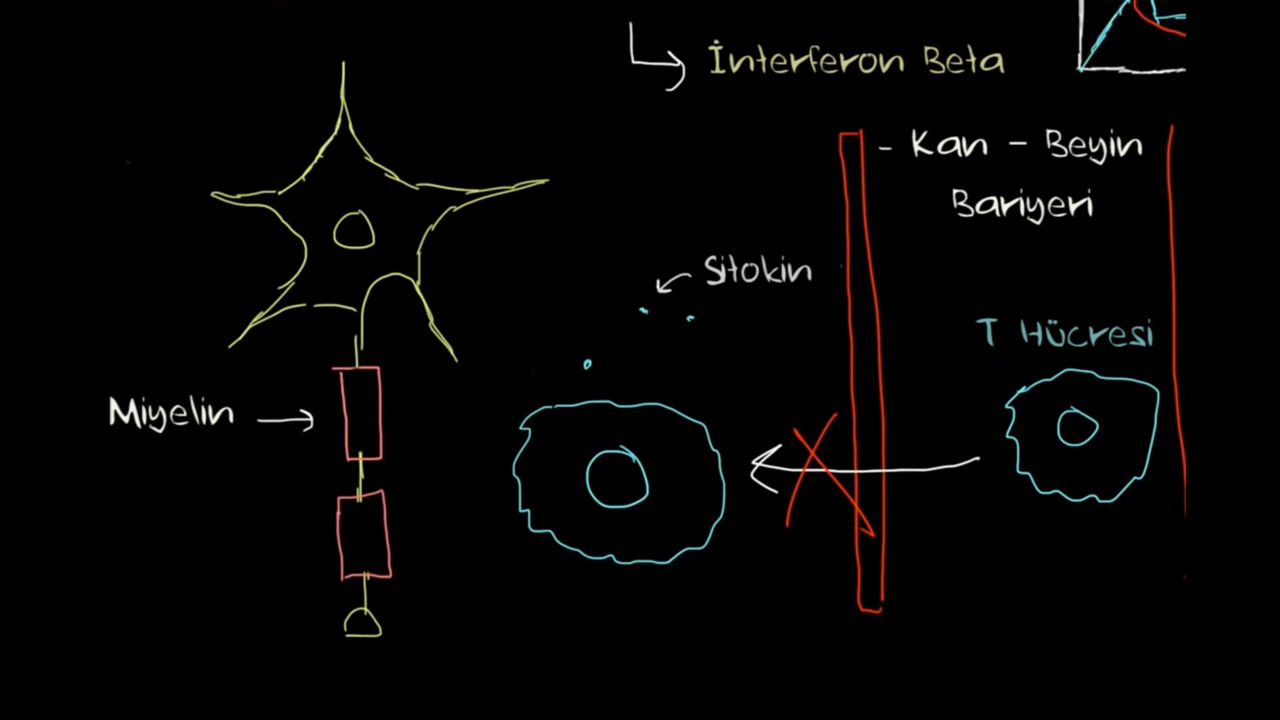 İnterferon Beta
- Kan - Beyin
Bariyeri
Sitokin
T Hücresi
Miyelin